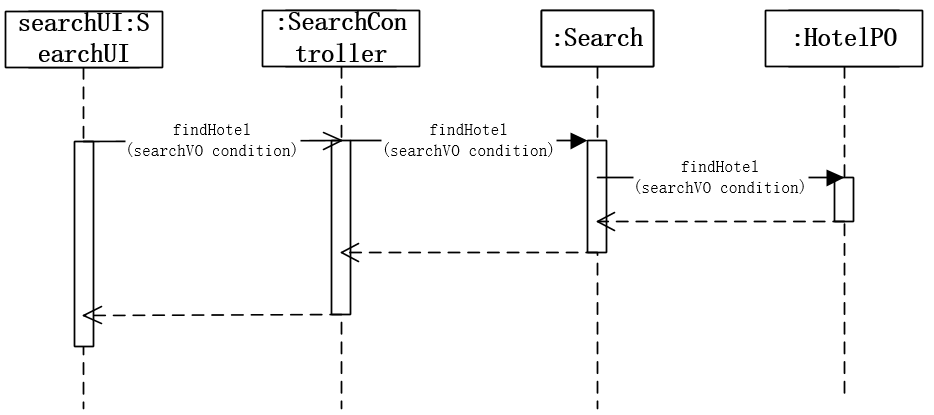 searchUI:S
earchUI
:SearchCon
troller
:Search
:HotelPO
findHotel
(searchVO condition)
findHotel
(searchVO condition)
findHotel
(searchVO condition)